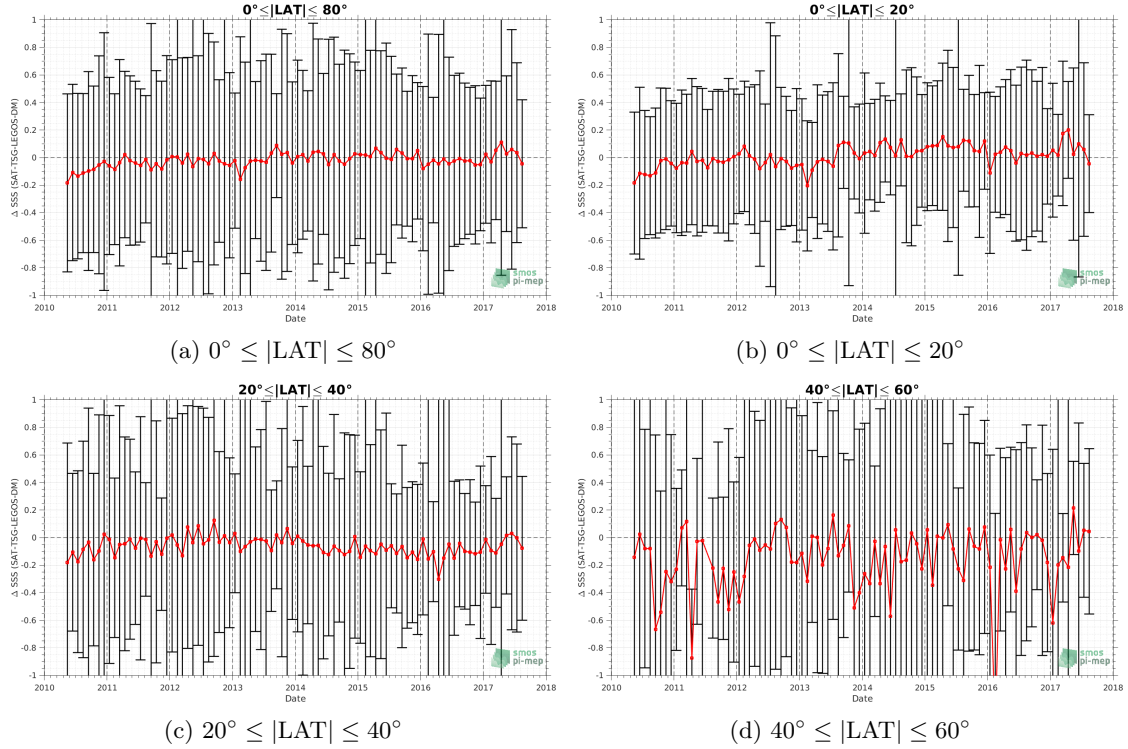 0°≤|LAT|≤ 80°
Δ SSS (SAT-TSG-LEGOS-DM)
1
0.8
0.6
0.4
0.2
0
-0.2
-0.4
-0.6
-0.8
-1
smos
pi-mep
2010 2011 2012 2013 2014 2015 2016 2017 2018
Date
(a) 0° ≤ |LAT| ≤ 80°
0°≤|LAT|≤ 20°
Δ SSS (SAT-TSG-LEGOS-DM)
1
0.8
0.6
0.4
0.2
0
-0.2
-0.4
-0.6
-0.8
-1
smos
pi-mep
2010 2011 2012 2013 2014 2015 2016 2017 2018
Date
(b) 0° ≤ |LAT| ≤ 20°
20°≤|LAT|≤ 40°
Δ SSS (SAT-TSG-LEGOS-DM)
1
0.8
0.6
0.4
0.2
0
-0.2
-0.4
-0.6
-0.8
-1
smos
pi-mep
2010 2011 2012 2013 2014 2015 2016 2017 2018
Date
(c) 20° ≤ |LAT| ≤ 40°
40°≤|LAT|≤ 60°
Δ SSS (SAT-TSG-LEGOS-DM)
1
0.8
0.6
0.4
0.2
0
-0.2
-0.4
-0.6
-0.8
-1
smos
pi-mep
2010 2011 2012 2013 2014 2015 2016 2017 2018
Date
(d) 40° ≤ |LAT| ≤ 60°